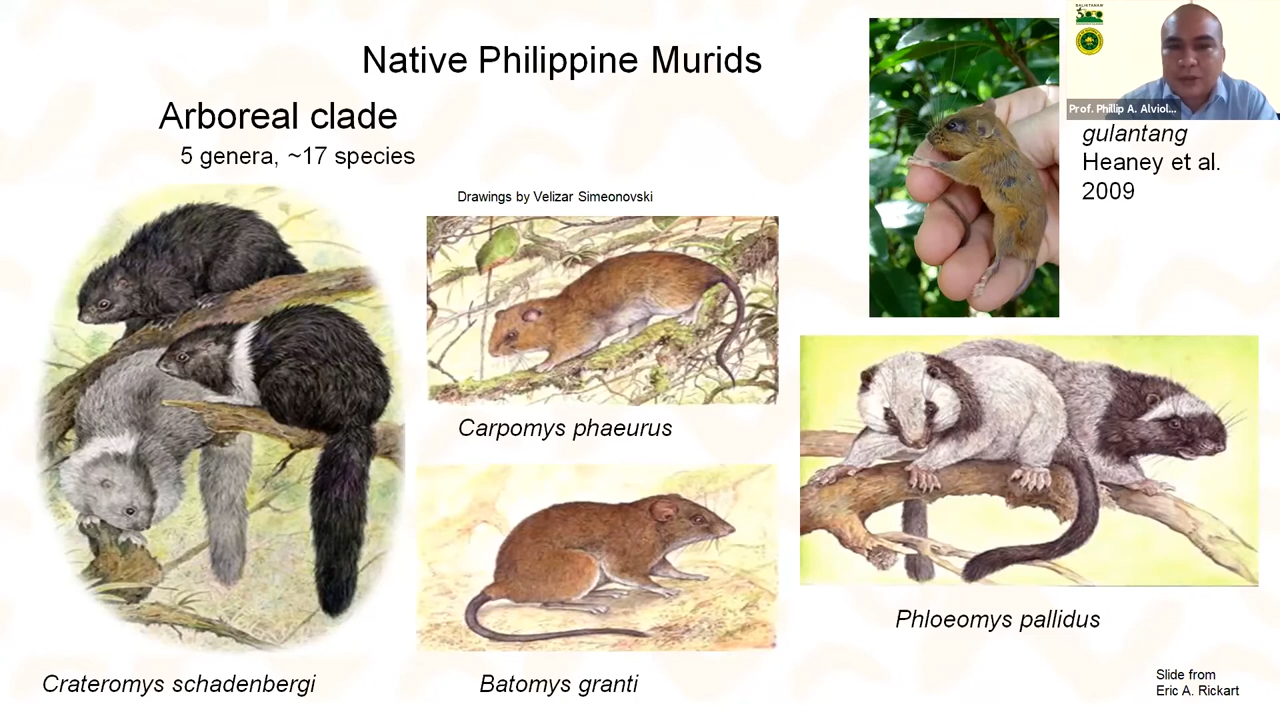 Native Philippine Murids
Arboreal clade
5 genera, ~17 species
Drawings by Velizar Simeonovski
Prof. Phillip A. Alviol...
gulantang
Heaney et al.
2009
Carpomys phaeurus
Phloeomys pallidus
Crateromys schadenbergi
Batomys granti
Slide from
Eric A. Rickart